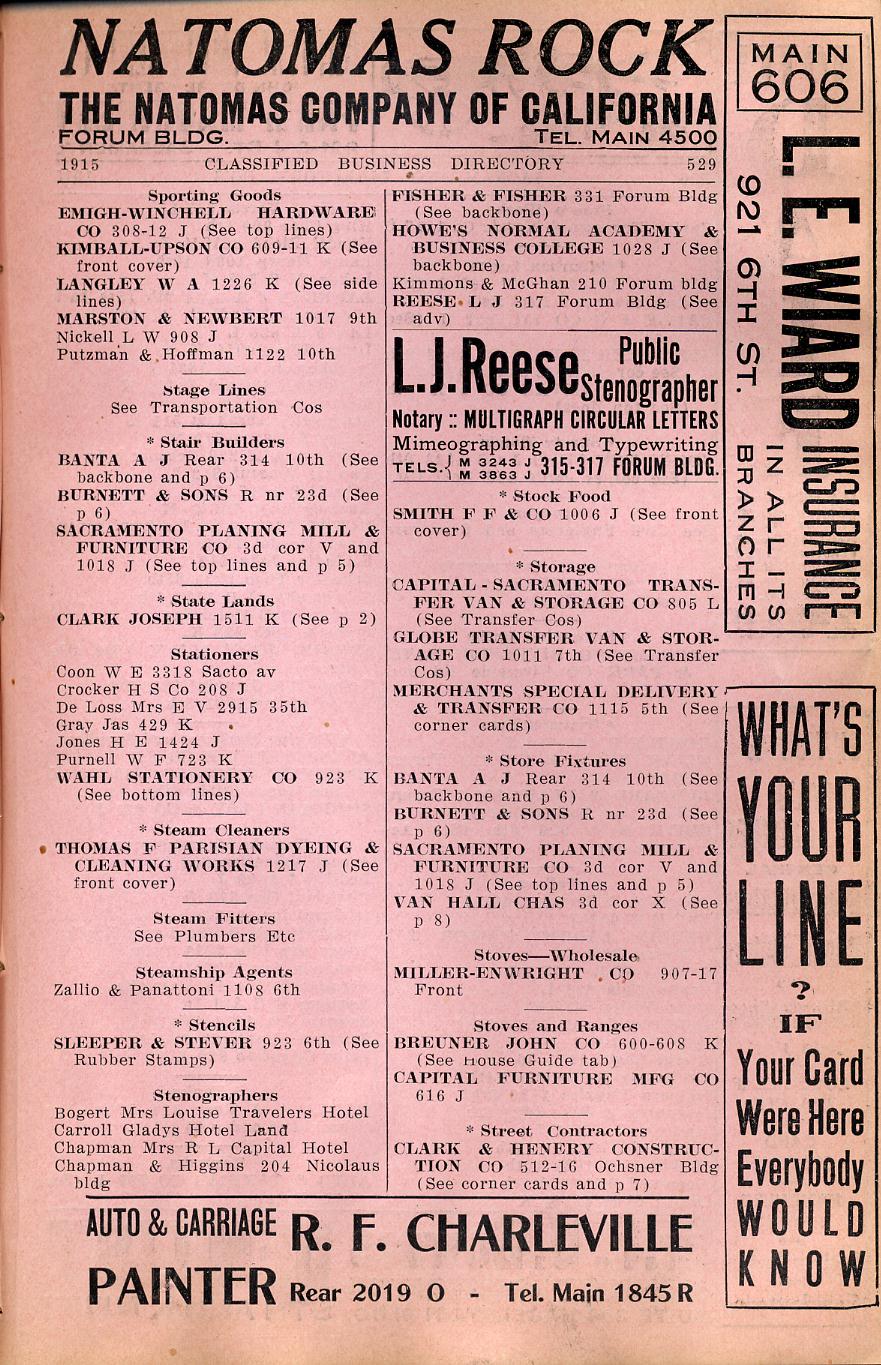 NATOMAS ROCK
THE NATOMAS COMPANY OF CALIFORNIA
FORUM BLDG. TEL. MAIN 4500
1915 CLASSIFIED BUSINESS DIRECTORY 529
Sporting Goods
EMIGH-WINCHELL HARDWARE
CO 308-12 J (See top lines)
KIMBALL-UPSON CO 609-11 K (See
front cover)
LANGLEY W A 1226 K (See side
lines)
MARSTON & NEWBERT 1017 9th
Nickell L W 908 J
Putzman & Hoffman 1122 10th
Stage Lines
See Transportation Cos
* Stair Builders
BANTA A J Rear 314 10th (See
backbone and p 6)
BURNETT & SONS R nr 23d (See
p 6)
SACRAMENTO PLANING MILL &
FURNITURE CO 3d cor V and
1018 J (See top lines and p 5)
* State Lands
CLARK JOSEPH 1511 K (See p 2)
Stationers
Coon W E 3318 Sacto av
Crocker H S Co 208 J
De Loss Mrs E V 2915 35th
Gray Jas 429 K
Jones H E 1424 J
Purnell W F 723 K
WAHL STATIONERY CO 923 K
(See bottom lines)
* Steam Cleaners
THOMAS F PARISIAN DYEING &
CLEANING WORKS 1217 J (See
front cover)
Steam Fitters
See Plumbers Etc
Steamship Agents
Zallio & Panattoni 1108 6th
* Stencils
SLEEPER & STEVER 923 6th (See
Rubber Stamps)
Stenographers
Bogert Mrs Louise Travelers Hotel
Carroll Gladys Hotel Land
Chapman Mrs R L Capital Hotel
Chapman & Higgins 204 Nicolaus
bldg
FISHER & FISHER 331 Forum Bldg
(See backbone)
HOWE'S NORMAL ACADEMY &
BUSINESS COLLEGE 1028 J (See
backbone)
Kimmons & McGhan 210 Forum bldg
REESE L J 317 Forum Bldg (See
adv)
L.J. Reese Public
Stenographer
Notary :: MULTIGRAPH CIRCULAR LETTERS
Mimeographing and Typewriting
TELS. { M 3243 J
M 3863 J 315-317 FORUM BLDG.
* Stock Food
SMITH F F & CO 1006 J (See front
cover)
* Storage
CAPITAL - SACRAMENTO TRANS-
FER VAN & STORAGE CO 805 L
(See Transfer Cos)
GLOBE TRANSFER VAN & STOR-
AGE CO 1011 7th (See Transfer
Cos)
MERCHANTS SPECIAL DELIVERY
& TRANSFER CO 1115 5th (See
corner cards)
* Store Fixtures
BANTA A J Rear 314 10th (See
backbone and p 6)
BURNETT & SONS R nr 23d (See
p 6)
SACRAMENTO PLANING MILL &
FURNITURE CO 3d cor V and
1018 J (See top lines and p 5)
VAN HALL CHAS 3d cor X (See
p 8)
Stoves—Wholesale
MILLER-ENWRIGHT CO 907-17
Front
Stoves and Ranges
BREUNER JOHN CO 600-608 K
(See House Guide tab)
CAPITAL FURNITURE MFG CO
616 J
* Street Contractors
CLARK & HENERY CONSTRUC-
TION CO 512-16 Ochsner Bldg
(See corner cards and p 7)
MAIN
606
L. E. WIARD INSURANCE
IN ALL ITS
921 6TH ST. BRANCHES
WHAT'S
YOUR
LINE
?
IF
Your Card
Were Here
Everybody
WOULD
KNOW
AUTO & CARRIAGE R. F. CHARLEVILLE
PAINTER Rear 2019 O - Tel. Main 1845 R